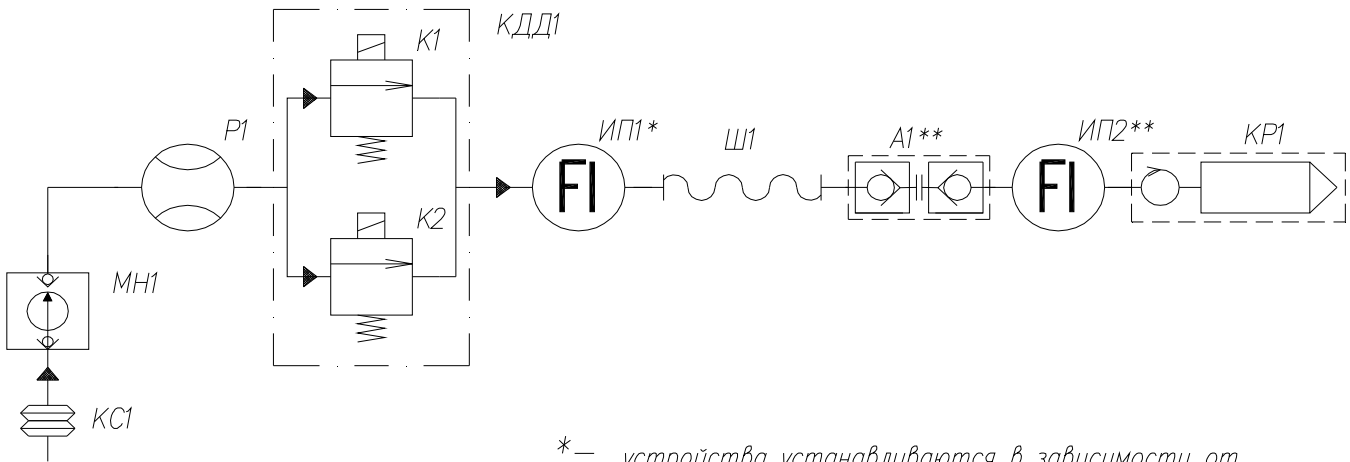 КДД1
К1
Р1
ИП1*
Ш1
А1**
ИП2**
КР1
FI
FI
К2
МН1
КС1
*— устройства устанавливаются в зависимости от